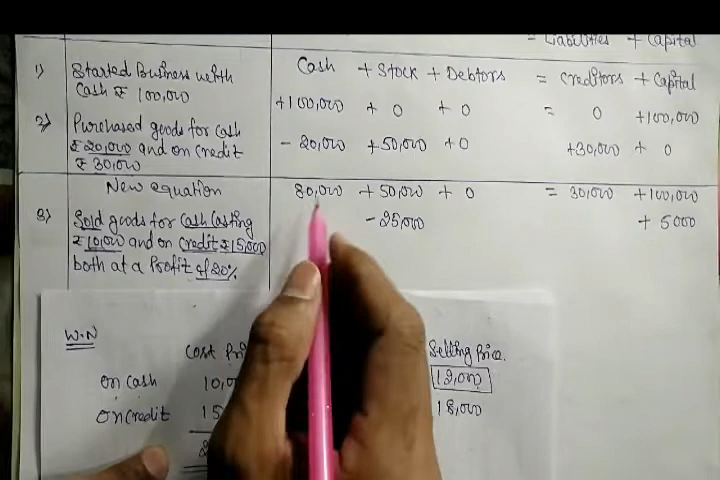 = Liabilities + Capital
1) Started Business with Cash + Stock + Debtors = Creditors + Capital
Cash ₹ 100,000 +100,000 + 0 + 0 = 0 +100,000
2) Purchased goods for cash - 20,000 +50,000 +0 +30,000 + 0
₹ 20,000 and on credit
₹ 30,000
New equation 80,000 +50,000 + 0 = 30,000 +100,000
3) Sold goods for cash Costing -25,000 + 5000
₹ 10,000 and on credit ₹ 15,000
both at a Profit of 20%
W.N
Cost Selling Price.
on cash 12,000
on credit 18,000